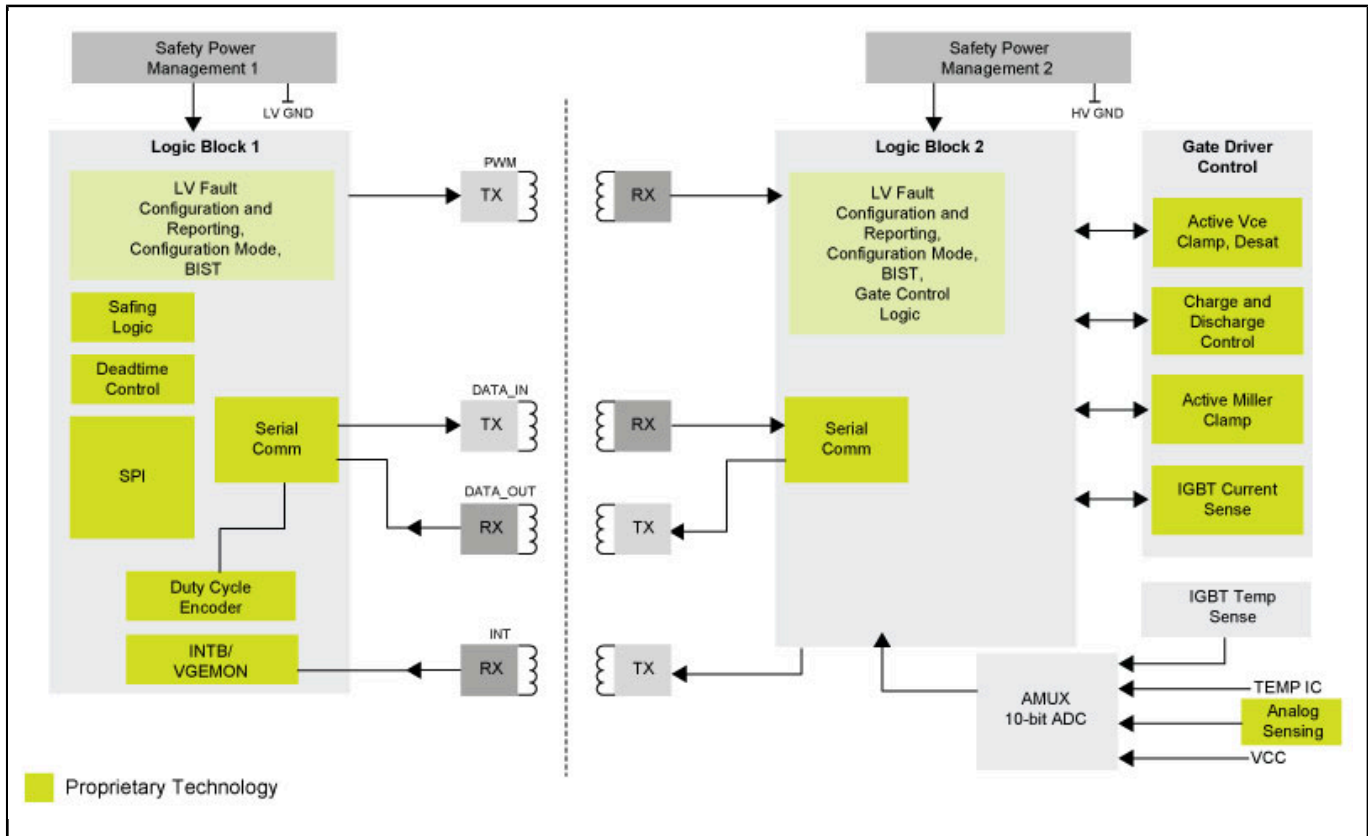 Safety Power
Management 1
LV GND
Logic Block 1
LV Fault
Configuration and
Reporting,
Configuration Mode,
BIST
Safing
Logic
Deadtime
Control
SPI
Serial
Comm
Duty Cycle
Encoder
INTB/
VGEMON
PWM
TX
DATA_IN
TX
DATA_OUT
RX
INT
RX
RX
RX
TX
TX
Safety Power
Management 2
HV GND
Logic Block 2
LV Fault
Configuration and
Reporting,
Configuration Mode,
BIST,
Gate Control
Logic
Serial
Comm
Gate Driver
Control
Active Vce
Clamp, Desat
Charge and
Discharge
Control
Active Miller
Clamp
IGBT Current
Sense
IGBT Temp
Sense
AMUX
10-bit ADC
TEMP IC
Analog
Sensing
VCC
Proprietary Technology